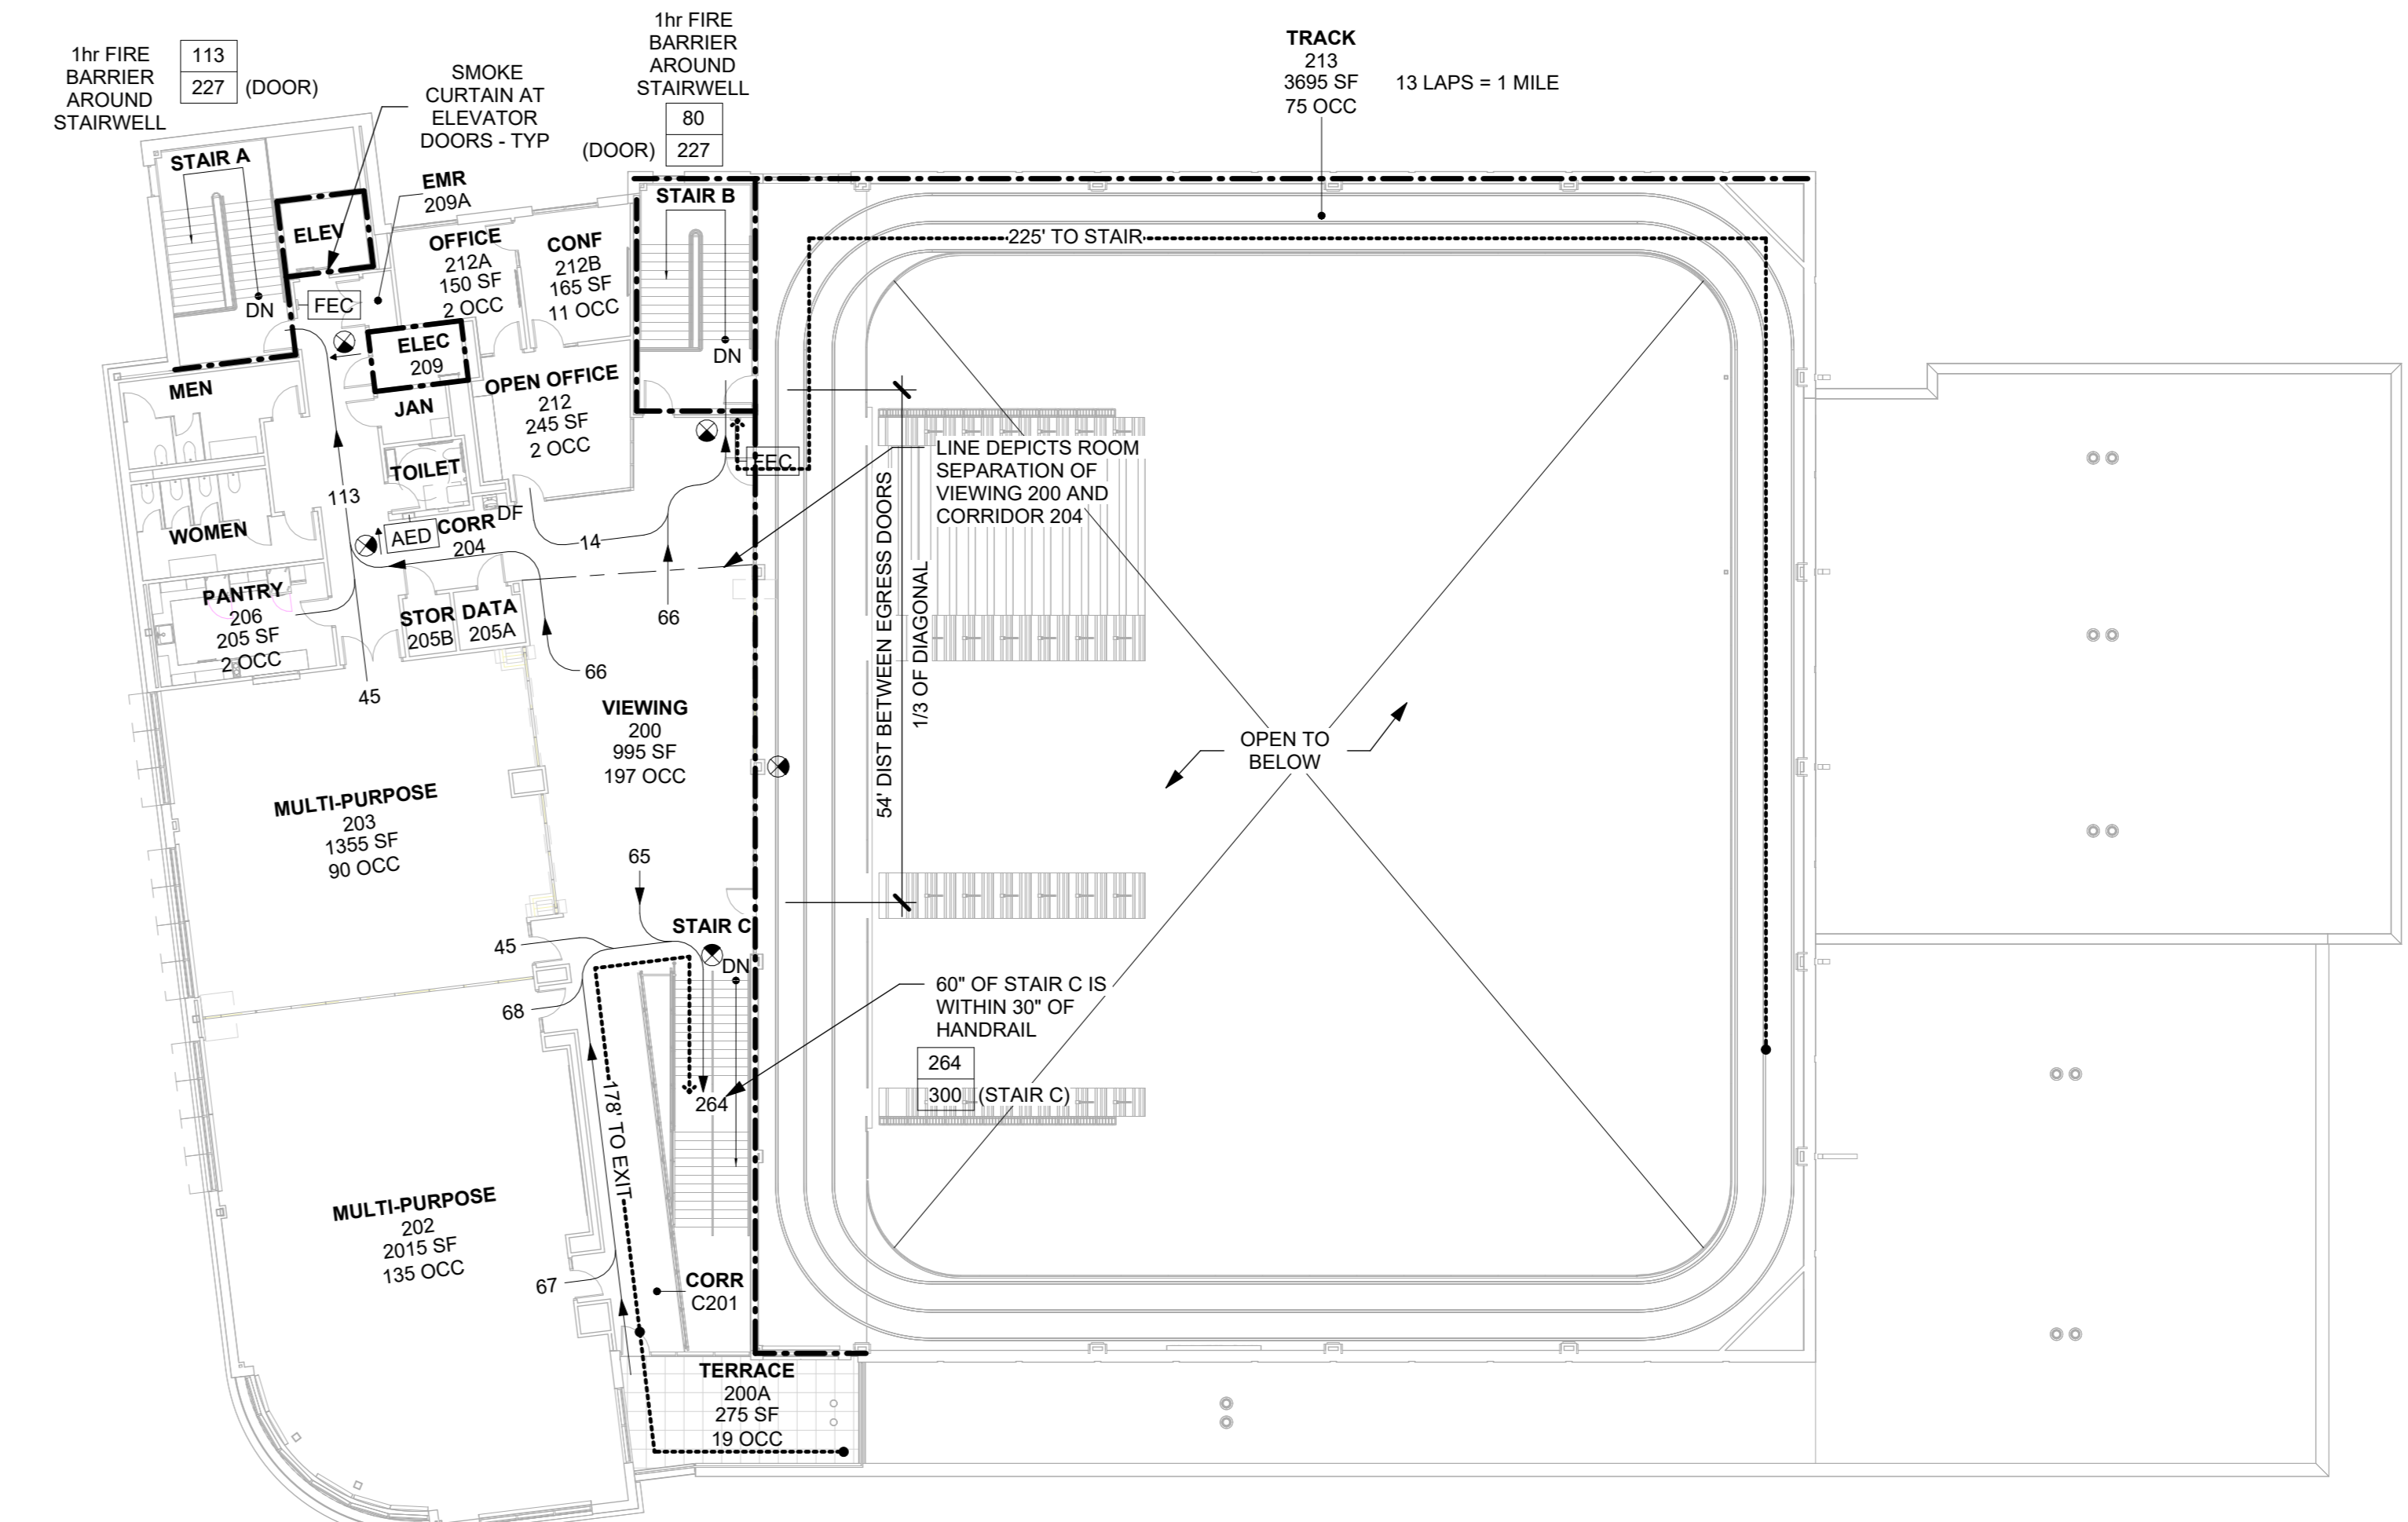 1hr FIRE
BARRIER
AROUND
STAIRWELL
113
227 (DOOR)
SMOKE
CURTAIN AT
ELEVATOR
DOORS - TYP
1hr FIRE
BARRIER
AROUND
STAIRWELL
80
(DOOR) 227
TRACK
213
3695 SF
75 OCC
13 LAPS = 1 MILE
STAIR A
DN
ELEV
EMR
209A
FEC
OFFICE
212A
150 SF
2 OCC
CONF
212B
165 SF
11 OCC
STAIR B
DN
225' TO STAIR
ELEC
209
MEN
JAN
OPEN OFFICE
212
245 SF
2 OCC
TOILET
FEC
LINE DEPICTS ROOM
SEPARATION OF
VIEWING 200 AND
CORRIDOR 204
54' DIST BETWEEN EGRESS DOORS
1/3 OF DIAGONAL
113
WOMEN
AED
DF
CORR
204
14
66
PANTRY
206
205 SF
2 OCC
STOR
205B
DATA
205A
66
45
VIEWING
200
995 SF
197 OCC
OPEN TO
BELOW
MULTI-PURPOSE
203
1355 SF
90 OCC
65
STAIR C
45
DN
68
60" OF STAIR C IS
WITHIN 30" OF
HANDRAIL
264
300 (STAIR C)
264
178' TO EXIT
MULTI-PURPOSE
202
2015 SF
135 OCC
67
CORR
C201
TERRACE
200A
275 SF
19 OCC